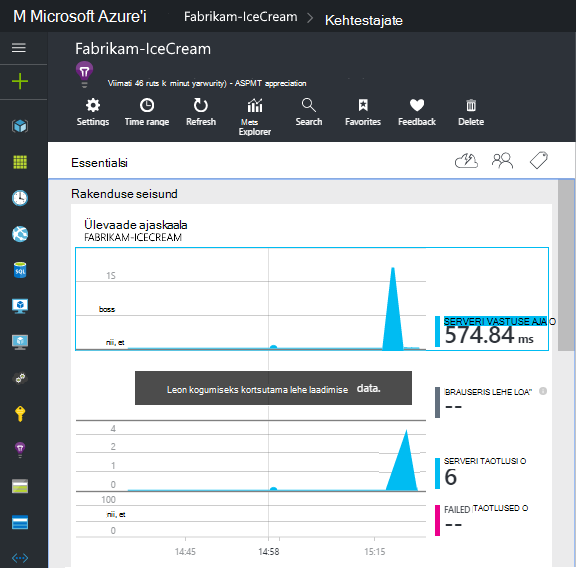 M Microsoft Azure'i
Fabrikam-IceCream
Kehtestajate
Fabrikam-IceCream
Viimati 46 ruts k minut yarwurity) - ASPMT appreciation
Settings
Time range
Refresh
Mets Explorer
Search
Favorites
Feedback
Delete
Essentialsi
Rakenduse seisund
Ülevaade ajaskaala
FABRIKAM-ICECREAM
15
boss
nii, et
SERVERI VASTUSE AJA O
574.84 ms
Leon kogumiseks kortsutama lehe laadimise data.
BRAUSERIS LEHE LOA"
--
4
2
1
0
SERVERI TAOTLUSI O
6
100
nii, et
0
FAILED TAOTLUSED O
--
14:45
14:58
15:15